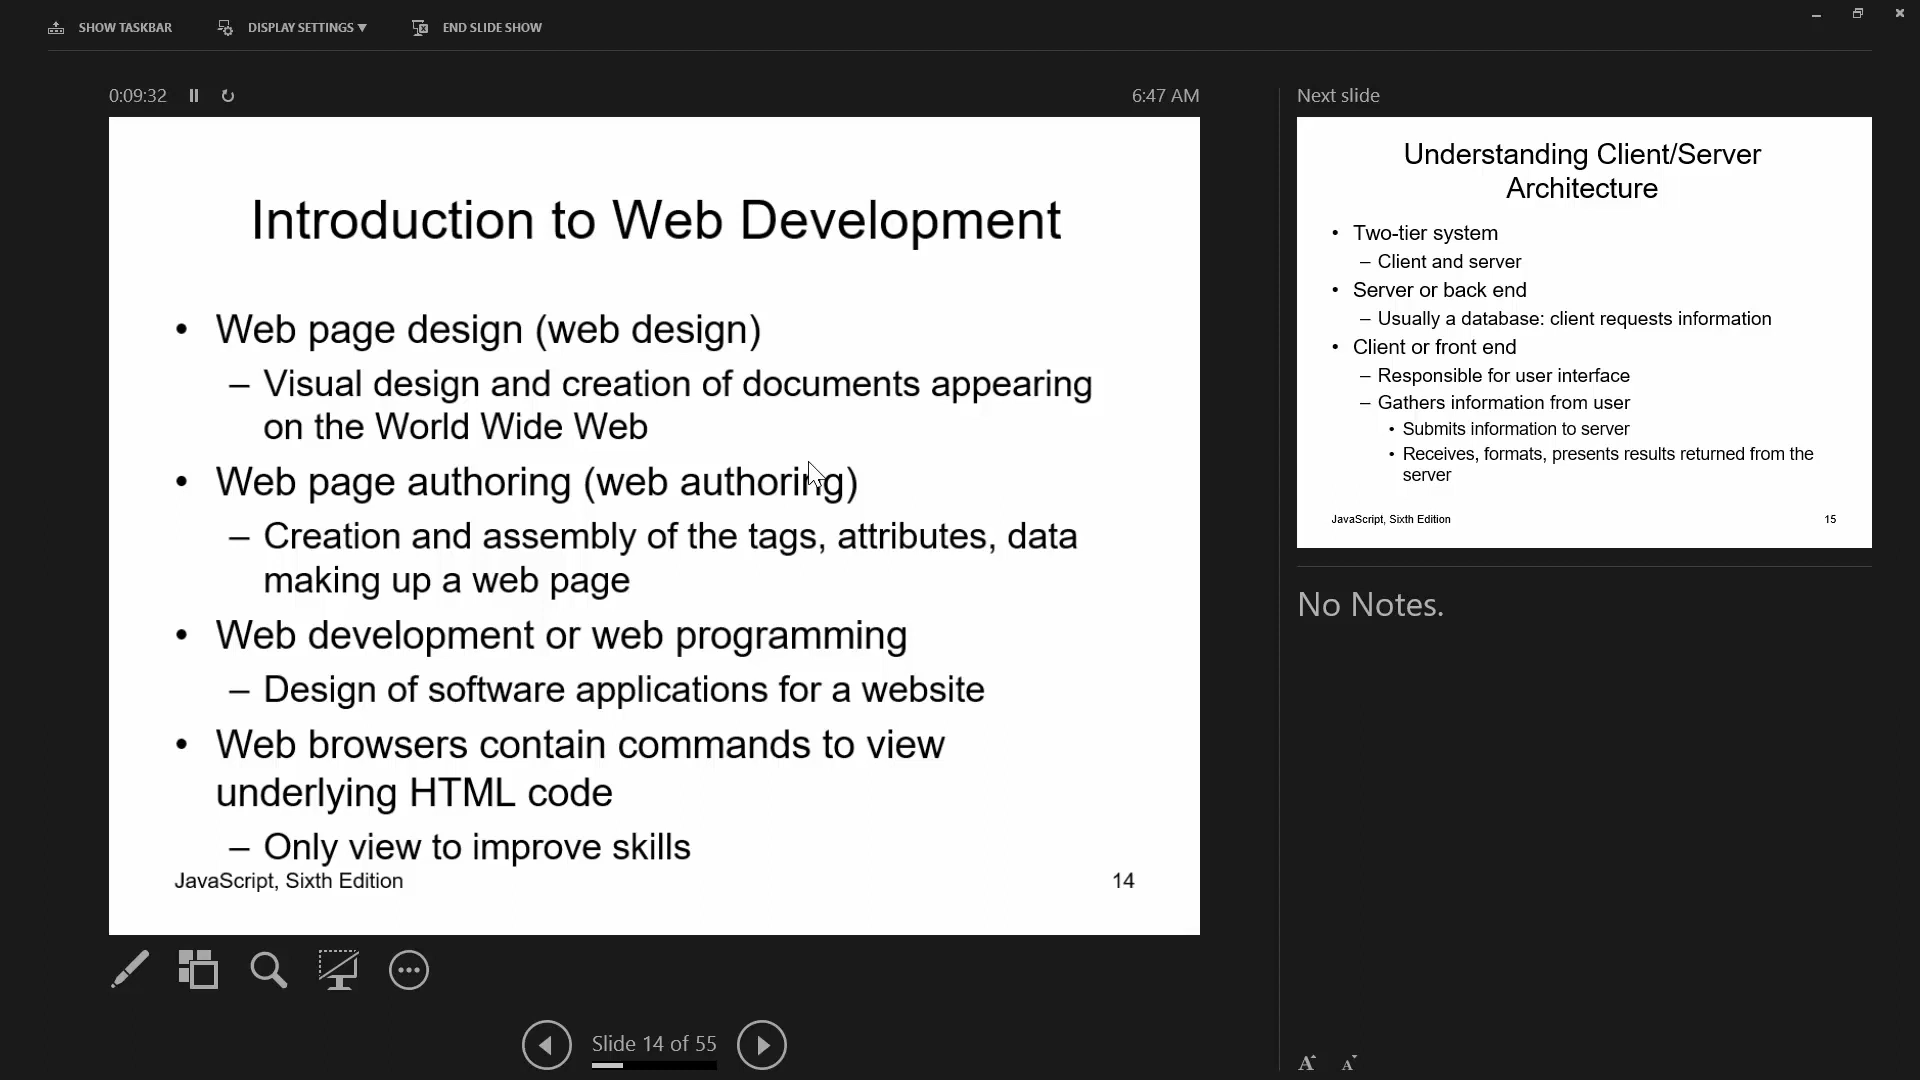 SHOW TASKBAR
DISPLAY SETTINGS ▼
END SLIDE SHOW
0:09:32
6:47 AM
Introduction to Web Development
• Web page design (web design)
– Visual design and creation of documents appearing
on the World Wide Web
• Web page authoring (web authoring)
– Creation and assembly of the tags, attributes, data
making up a web page
• Web development or web programming
– Design of software applications for a website
• Web browsers contain commands to view
underlying HTML code
– Only view to improve skills
JavaScript, Sixth Edition
14
Slide 14 of 55
Next slide
Understanding Client/Server
Architecture
• Two-tier system
– Client and server
• Server or back end
– Usually a database: client requests information
• Client or front end
– Responsible for user interface
– Gathers information from user
• Submits information to server
• Receives, formats, presents results returned from the
server
JavaScript, Sixth Edition
15
No Notes.
A A